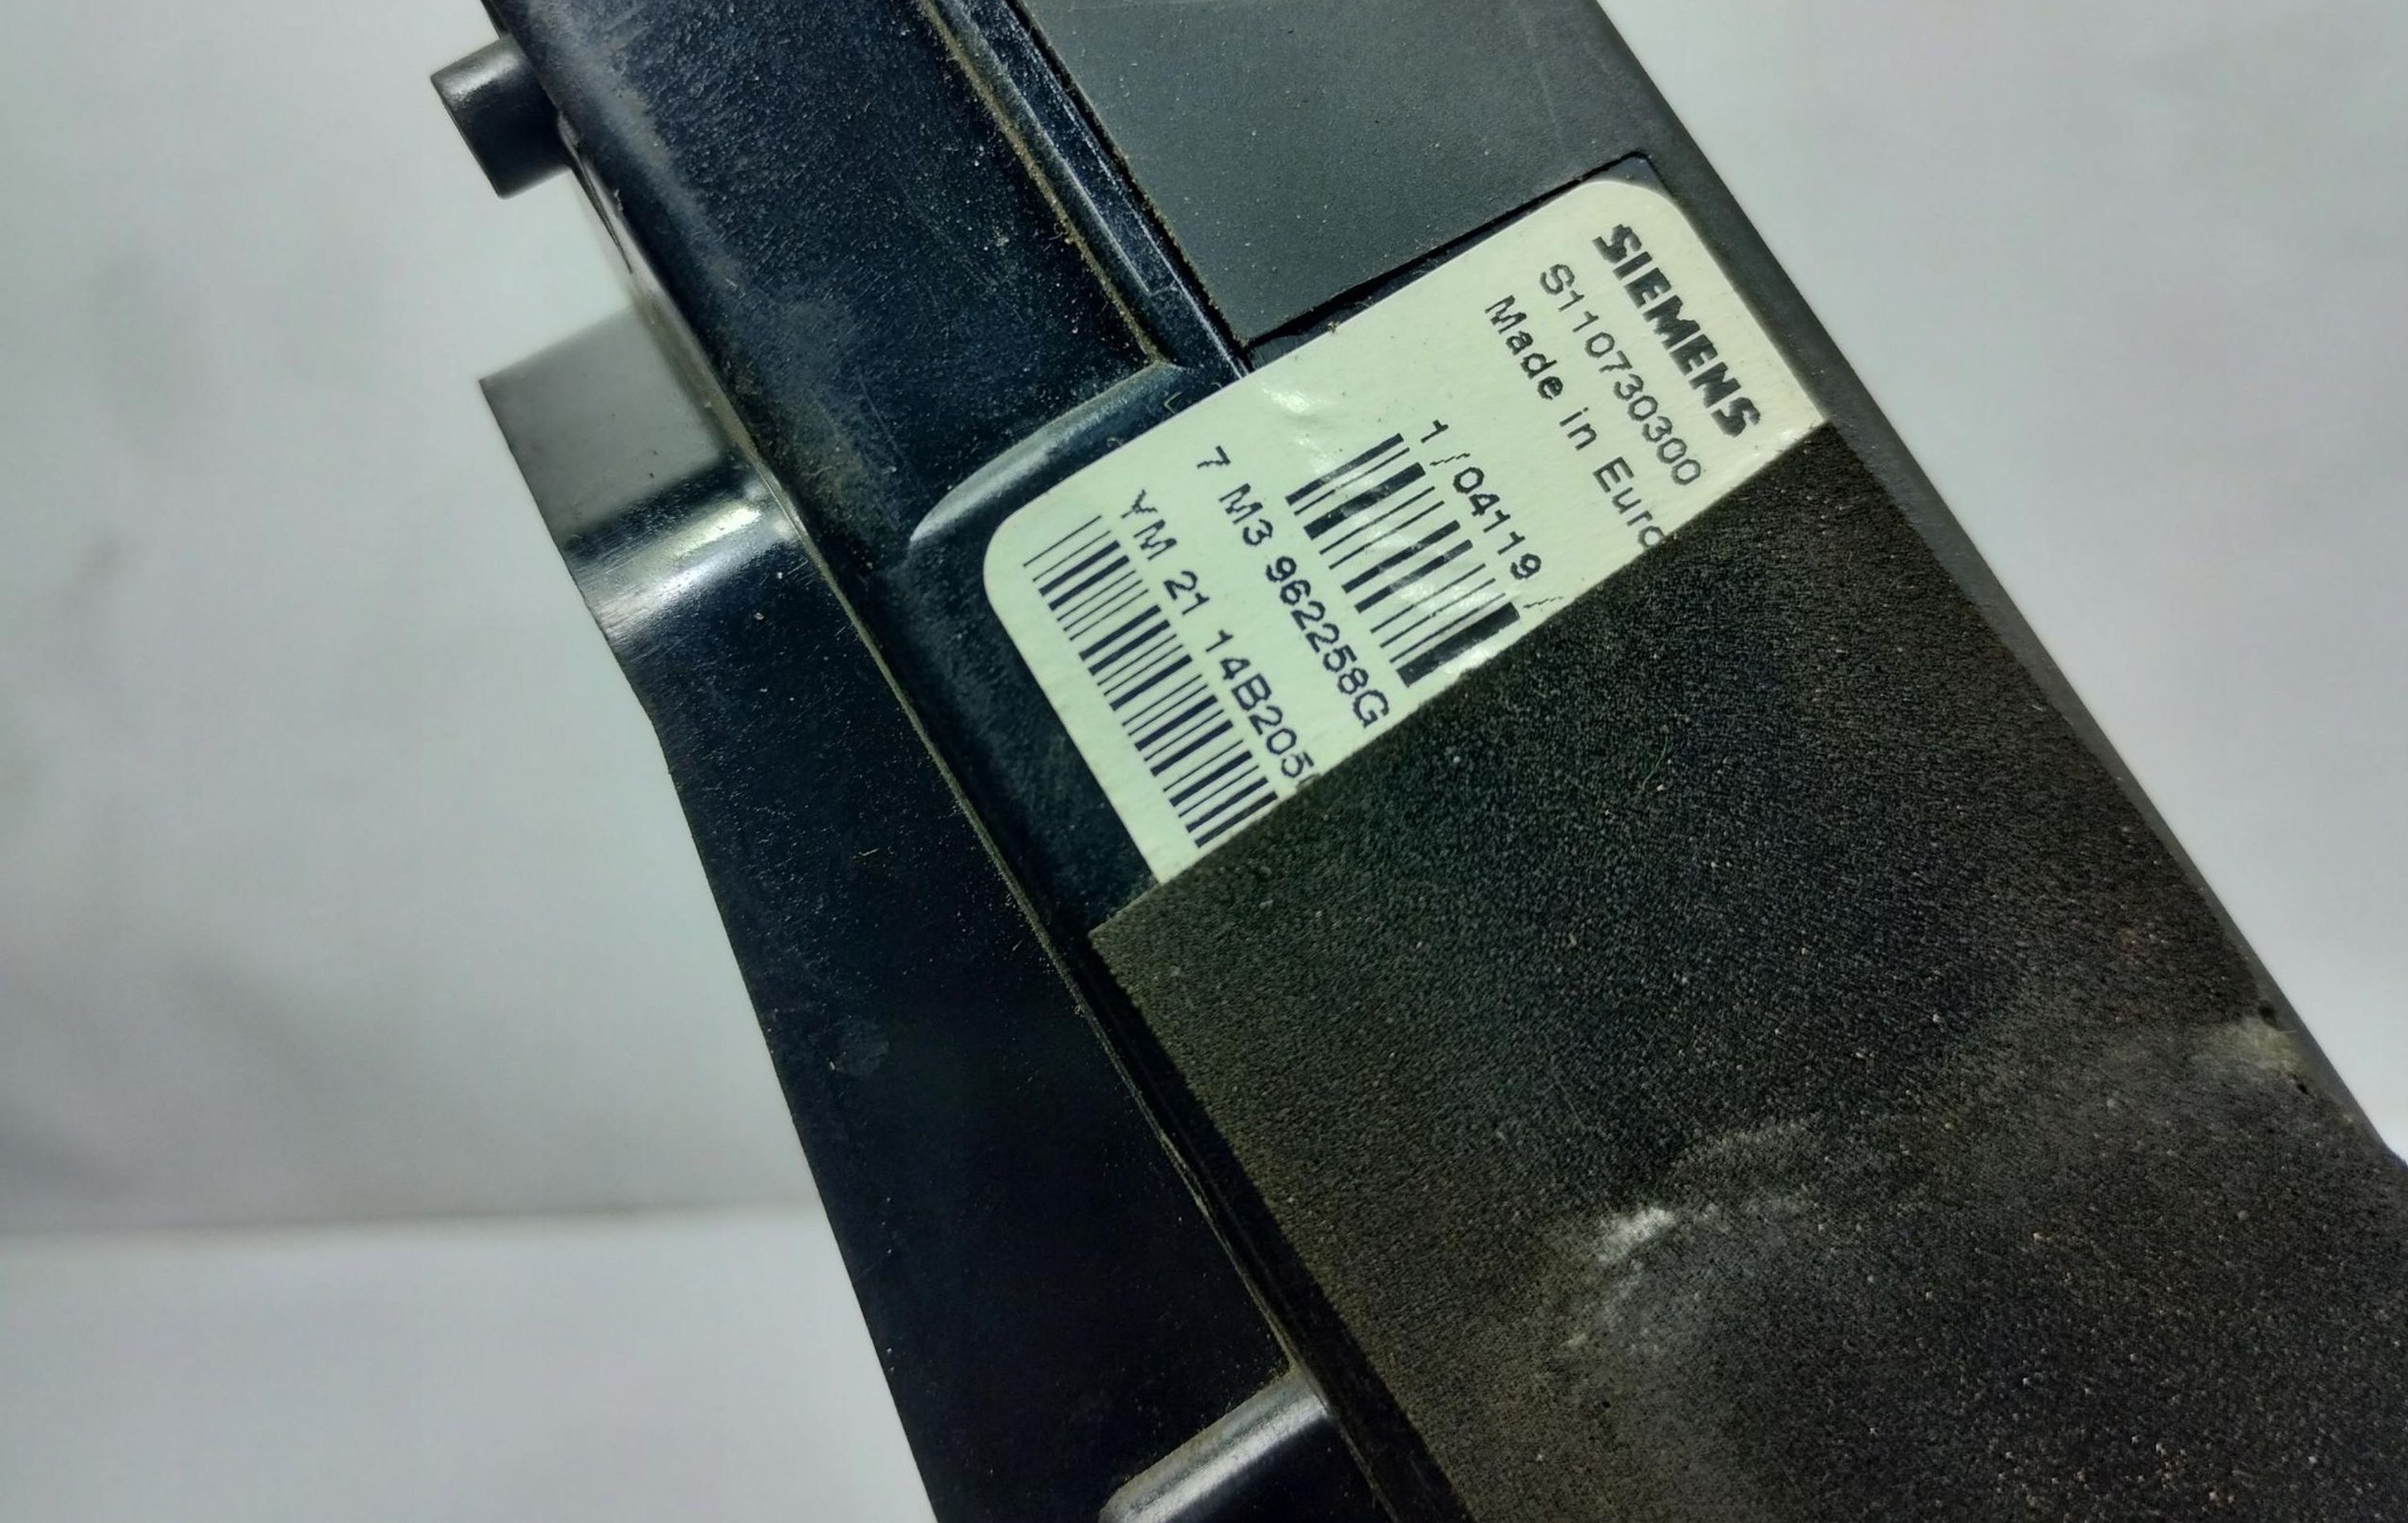 SIEMENS
S110730300
Made in Euro
1 /04119 /
7 M3 962258G
YM 21 14B205